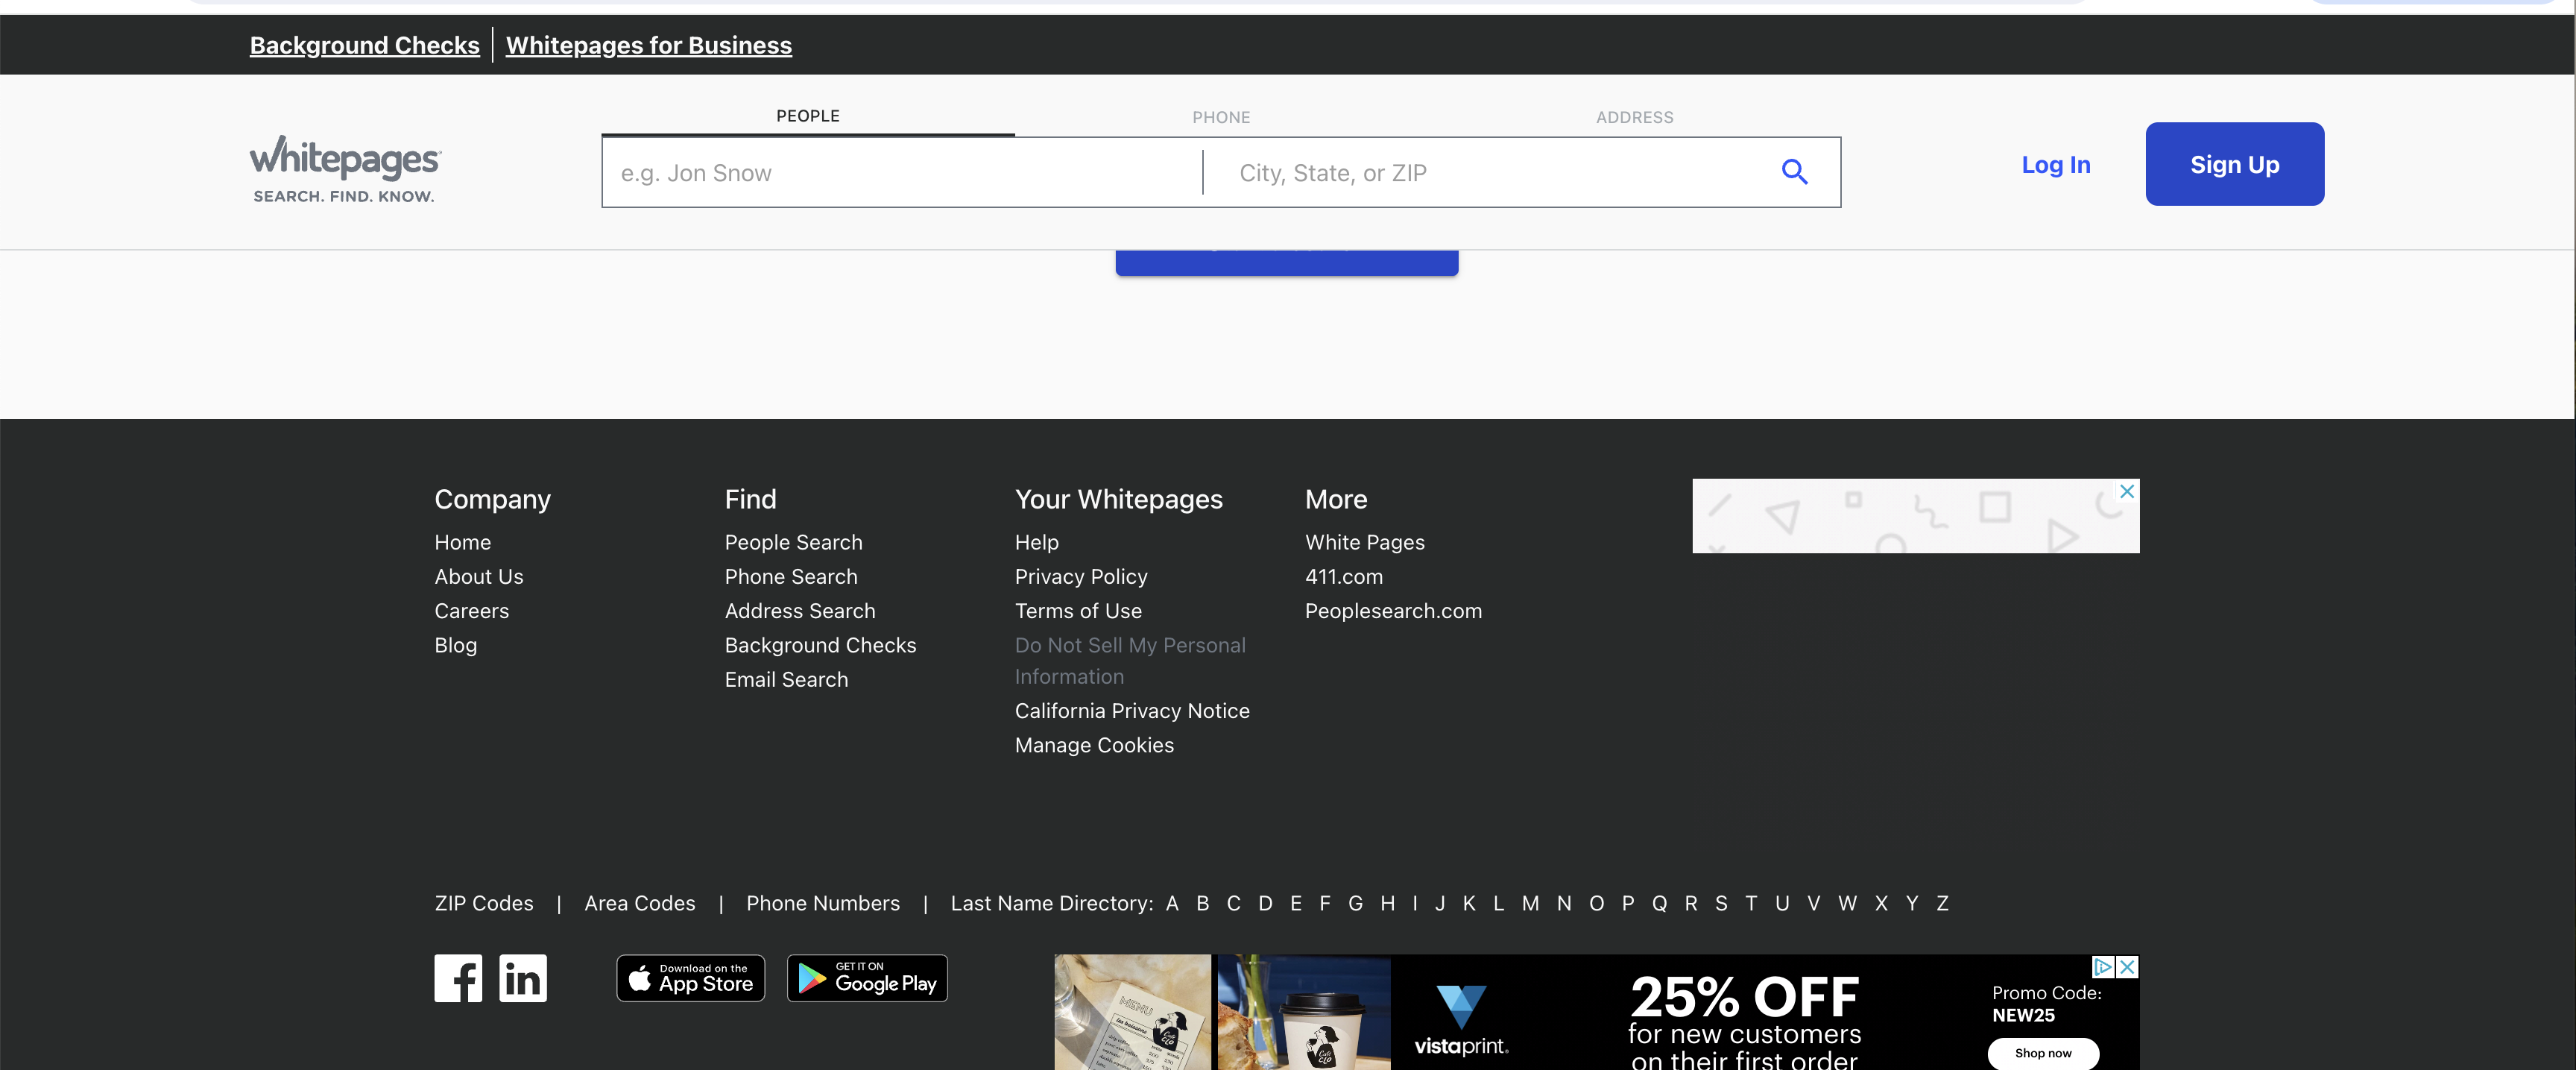 Background Checks | Whitepages for Business
PEOPLE
PHONE
ADDRESS
whitepages
SEARCH. FIND. KNOW.
e.g. Jon Snow
City, State, or ZIP
Log In
Sign Up
Company
Home
About Us
Careers
Blog
Find
People Search
Phone Search
Address Search
Background Checks
Email Search
Your Whitepages
Help
Privacy Policy
Terms of Use
Do Not Sell My Personal
Information
California Privacy Notice
Manage Cookies
More
White Pages
411.com
Peoplesearch.com
ZIP Codes | Area Codes | Phone Numbers | Last Name Directory: A B C D E F G H I J K L M N O P Q R S T U V W X Y Z
Download on the
App Store
GET IT ON
Google Play
MENU
Café
CLO
vistaprint.
25% OFF
for new customers
on their first order
Promo Code:
NEW25
Shop now